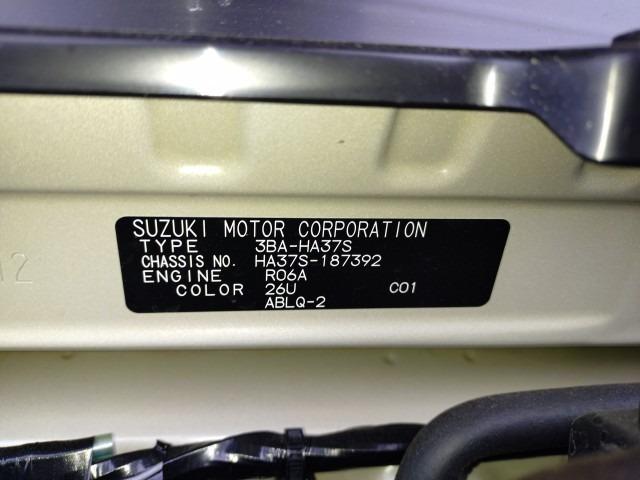 SUZUKI MOTOR CORPORATION
TYPE 3BA-HA37S
CHASSIS NO. HA37S-187392
ENGINE R06A
COLOR 26U C01
ABLQ-2